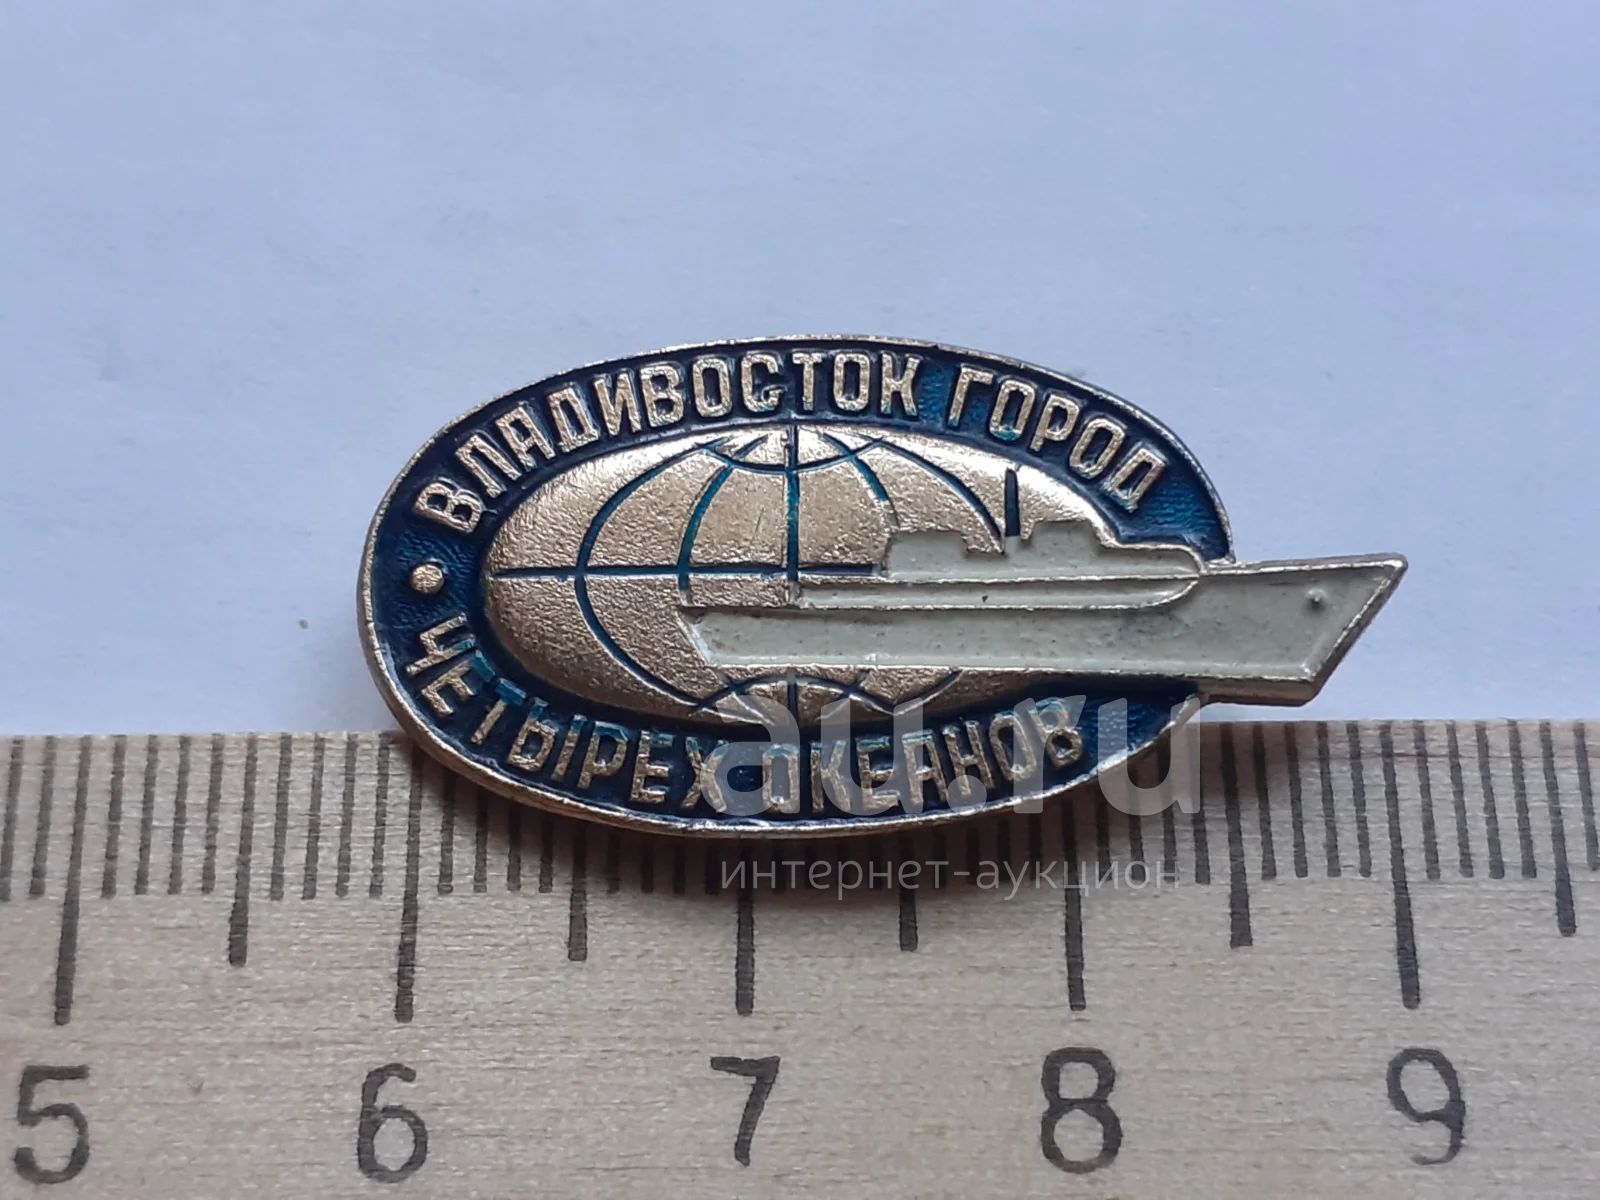 ВЛАДИВОСТОК ГОРОД
ЧЕТЫРЕХ ОКЕАНОВ
au.ru
интернет-аукцион
5 6 7 8 9